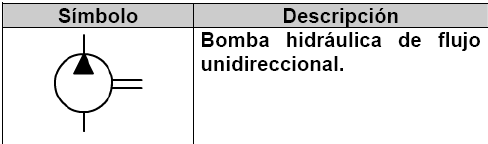 Símbolo Descripción
Bomba hidráulica de flujo
unidireccional.